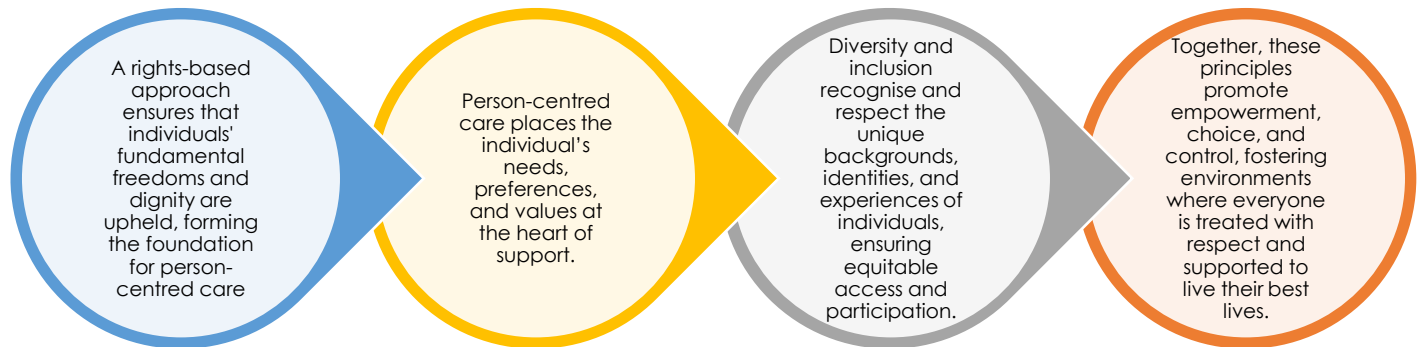 A rights-based
approach
ensures that
individuals'
fundamental
freedoms and
dignity are
upheld, forming
the foundation
for person-
centred care
Person-centred
care places the
individual’s
needs,
preferences,
and values at
the heart of
support.
Diversity and
inclusion
recognise and
respect the
unique
backgrounds,
identities, and
experiences of
individuals,
ensuring
equitable
access and
participation.
Together, these
principles
promote
empowerment,
choice, and
control, fostering
environments
where everyone
is treated with
respect and
supported to
live their best
lives.